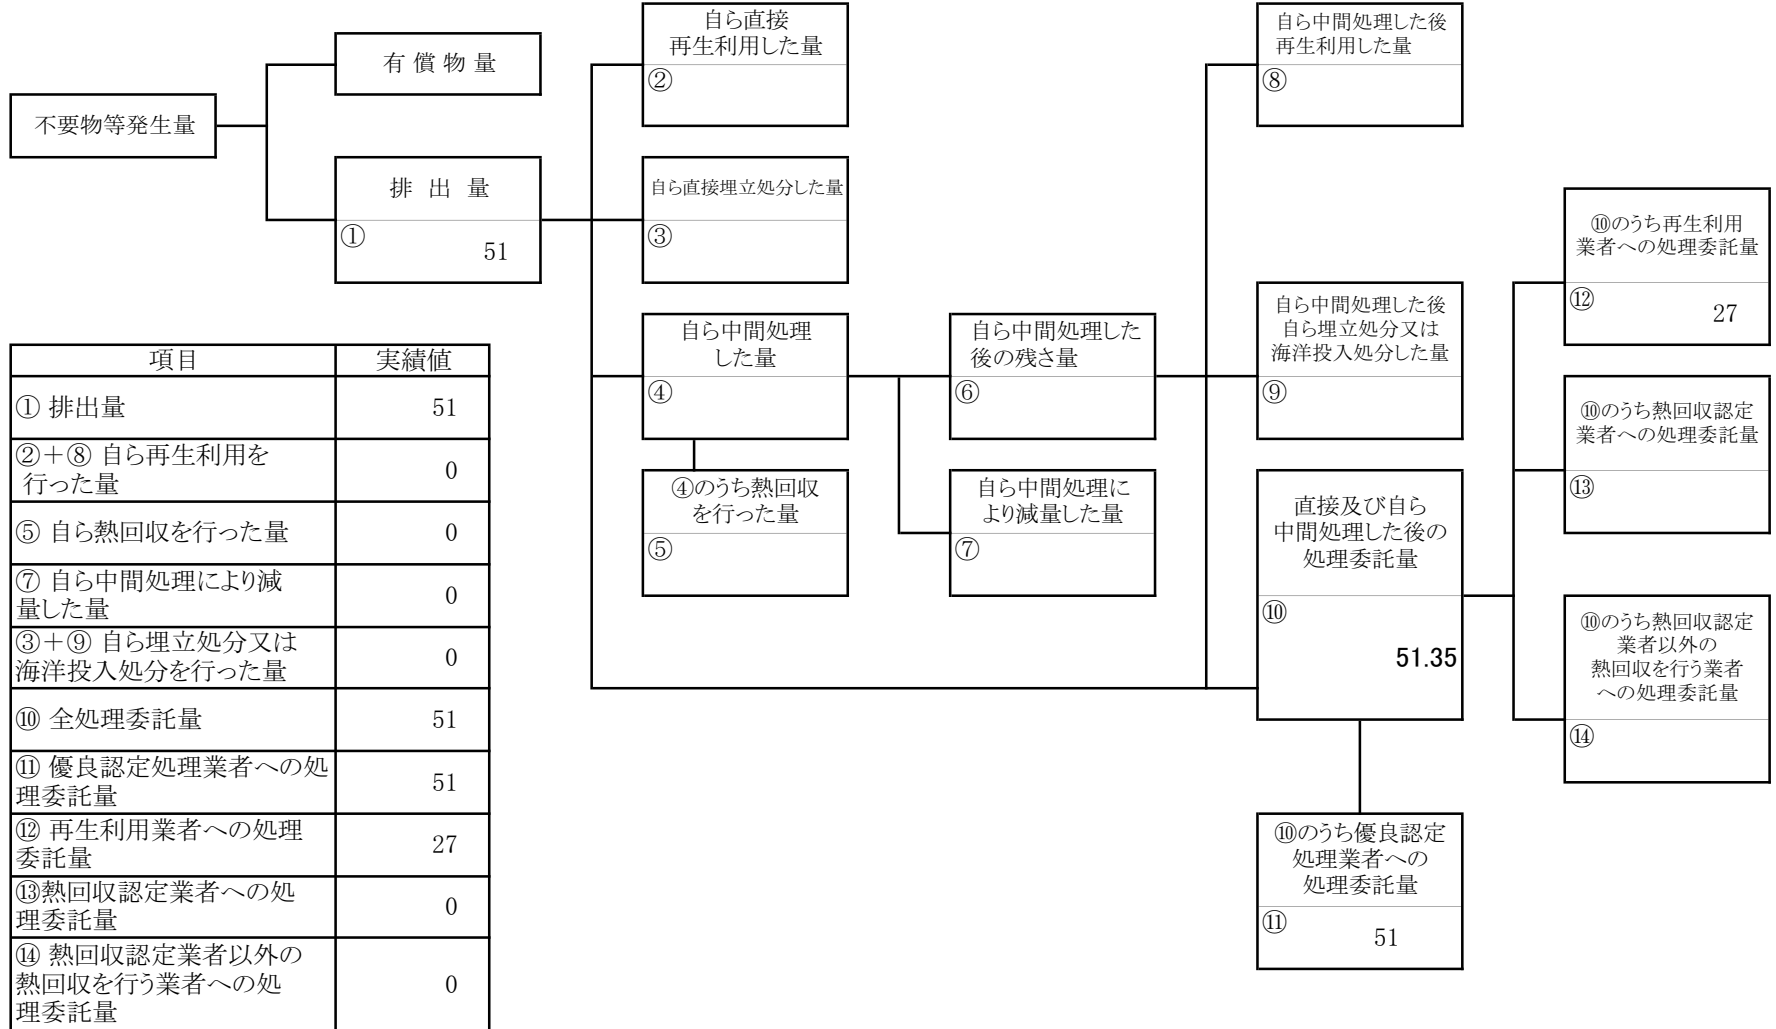 不要物等発生量
有償物量
排出量
①
51
自ら直接
再生利用した量
②
自ら直接埋立処分した量
③
自ら中間処理
した量
④
④のうち熱回収
を行った量
⑤
自ら中間処理した
後の残さ量
⑥
自ら中間処理に
より減量した量
⑦
自ら中間処理した後
再生利用した量
⑧
自ら中間処理した後
自ら埋立処分又は
海洋投入処分した量
⑨
直接及び自ら
中間処理した後の
処理委託量
⑩
51.35
⑩のうち優良認定
処理業者への
処理委託量
⑪
51
⑩のうち再生利用
業者への処理委託量
⑫
27
⑩のうち熱回収認定
業者への処理委託量
⑬
⑩のうち熱回収認定
業者以外の
熱回収を行う業者
への処理委託量
⑭
項目 実績値
① 排出量 51
②+⑧ 自ら再生利用を
行った量 0
⑤ 自ら熱回収を行った量 0
⑦ 自ら中間処理により減
量した量 0
③+⑨ 自ら埋立処分又は
海洋投入処分を行った量 0
⑩ 全処理委託量 51
⑪ 優良認定処理業者への処
理委託量 51
⑫ 再生利用業者への処理
委託量 27
⑬熱回収認定業者への処
理委託量 0
⑭ 熱回収認定業者以外の
熱回収を行う業者への処
理委託量 0